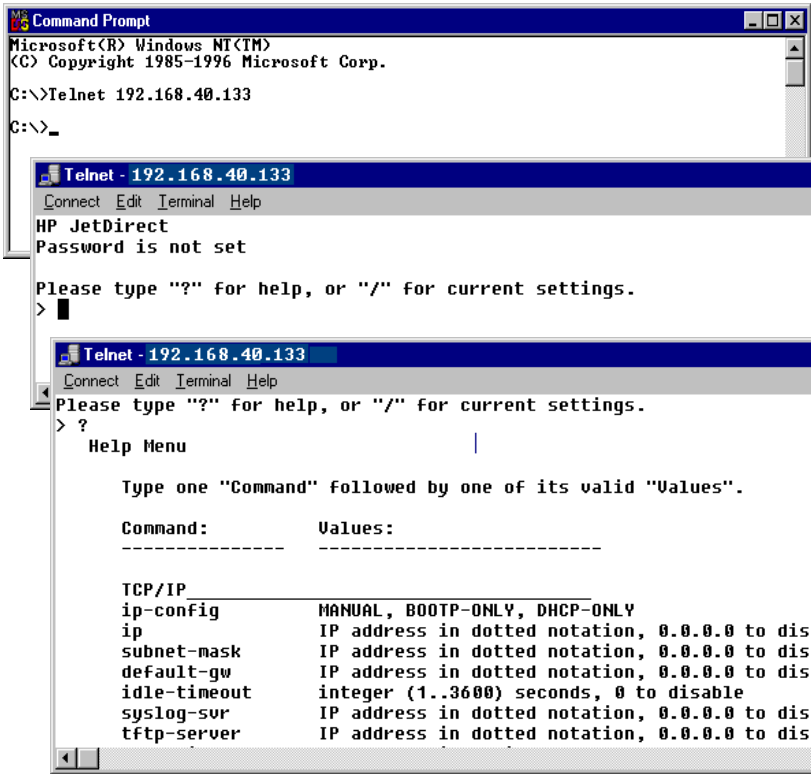 Command Prompt
Microsoft(R) Windows NT(TM)
(C) Copyright 1985-1996 Microsoft Corp.
C:\>Telnet 192.168.40.133
C:\>_
Telnet - 192.168.40.133
Connect Edit Terminal Help
HP JetDirect
Password is not set
Please type "?" for help, or "/" for current settings.
>
Telnet - 192.168.40.133
Connect Edit Terminal Help
Please type "?" for help, or "/" for current settings.
> ?
Help Menu
Type one "Command" followed by one of its valid "Values".
Command: Values:
--------------- --------------------------
TCP/IP_____________________________________
ip-config MANUAL, BOOTP-ONLY, DHCP-ONLY
ip IP address in dotted notation, 0.0.0.0 to dis
subnet-mask IP address in dotted notation, 0.0.0.0 to dis
default-gw IP address in dotted notation, 0.0.0.0 to dis
idle-timeout integer (1..3600) seconds, 0 to disable
syslog-svr IP address in dotted notation, 0.0.0.0 to dis
tftp-server IP address in dotted notation, 0.0.0.0 to dis